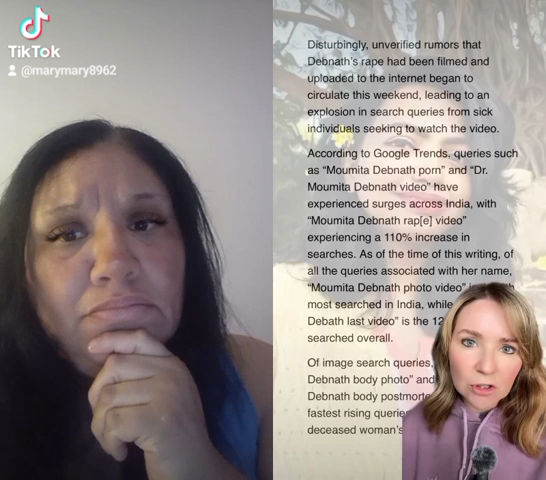 TikTok
@marymary8962
Disturbingly, unverified rumors that
Debnath's rape had been filmed and
uploaded to the internet began to
circulate this weekend, leading to an
explosion in search queries from sick
individuals seeking to watch the video.
According to Google Trends, queries such
as “Moumita Debnath porn” and “Dr.
Moumita Debnath video” have
experienced surges across India, with
“Moumita Debnath rap[e] video”
experiencing a 110% increase in
searches. As of the time of this writing, of
all the queries associated with her name,
“Moumita Debnath photo video”
most searched in India, while
Debath last video” is the 12
searched overall.
Of image search queries,
Debnath body photo” and
Debnath body
fastest rising
deceased woman's